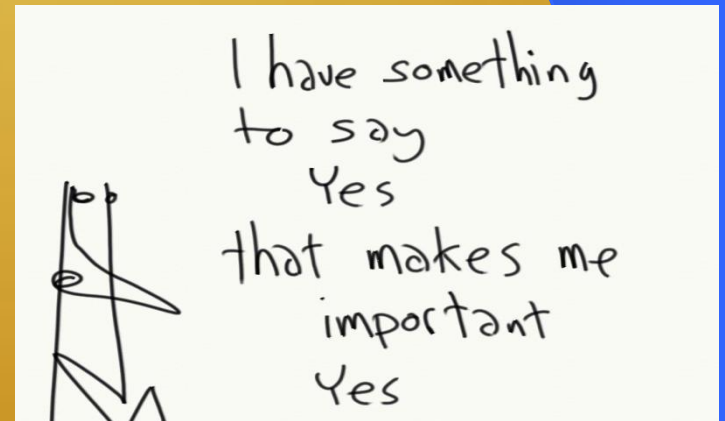 I have something
to say
Yes
that makes me
important
Yes